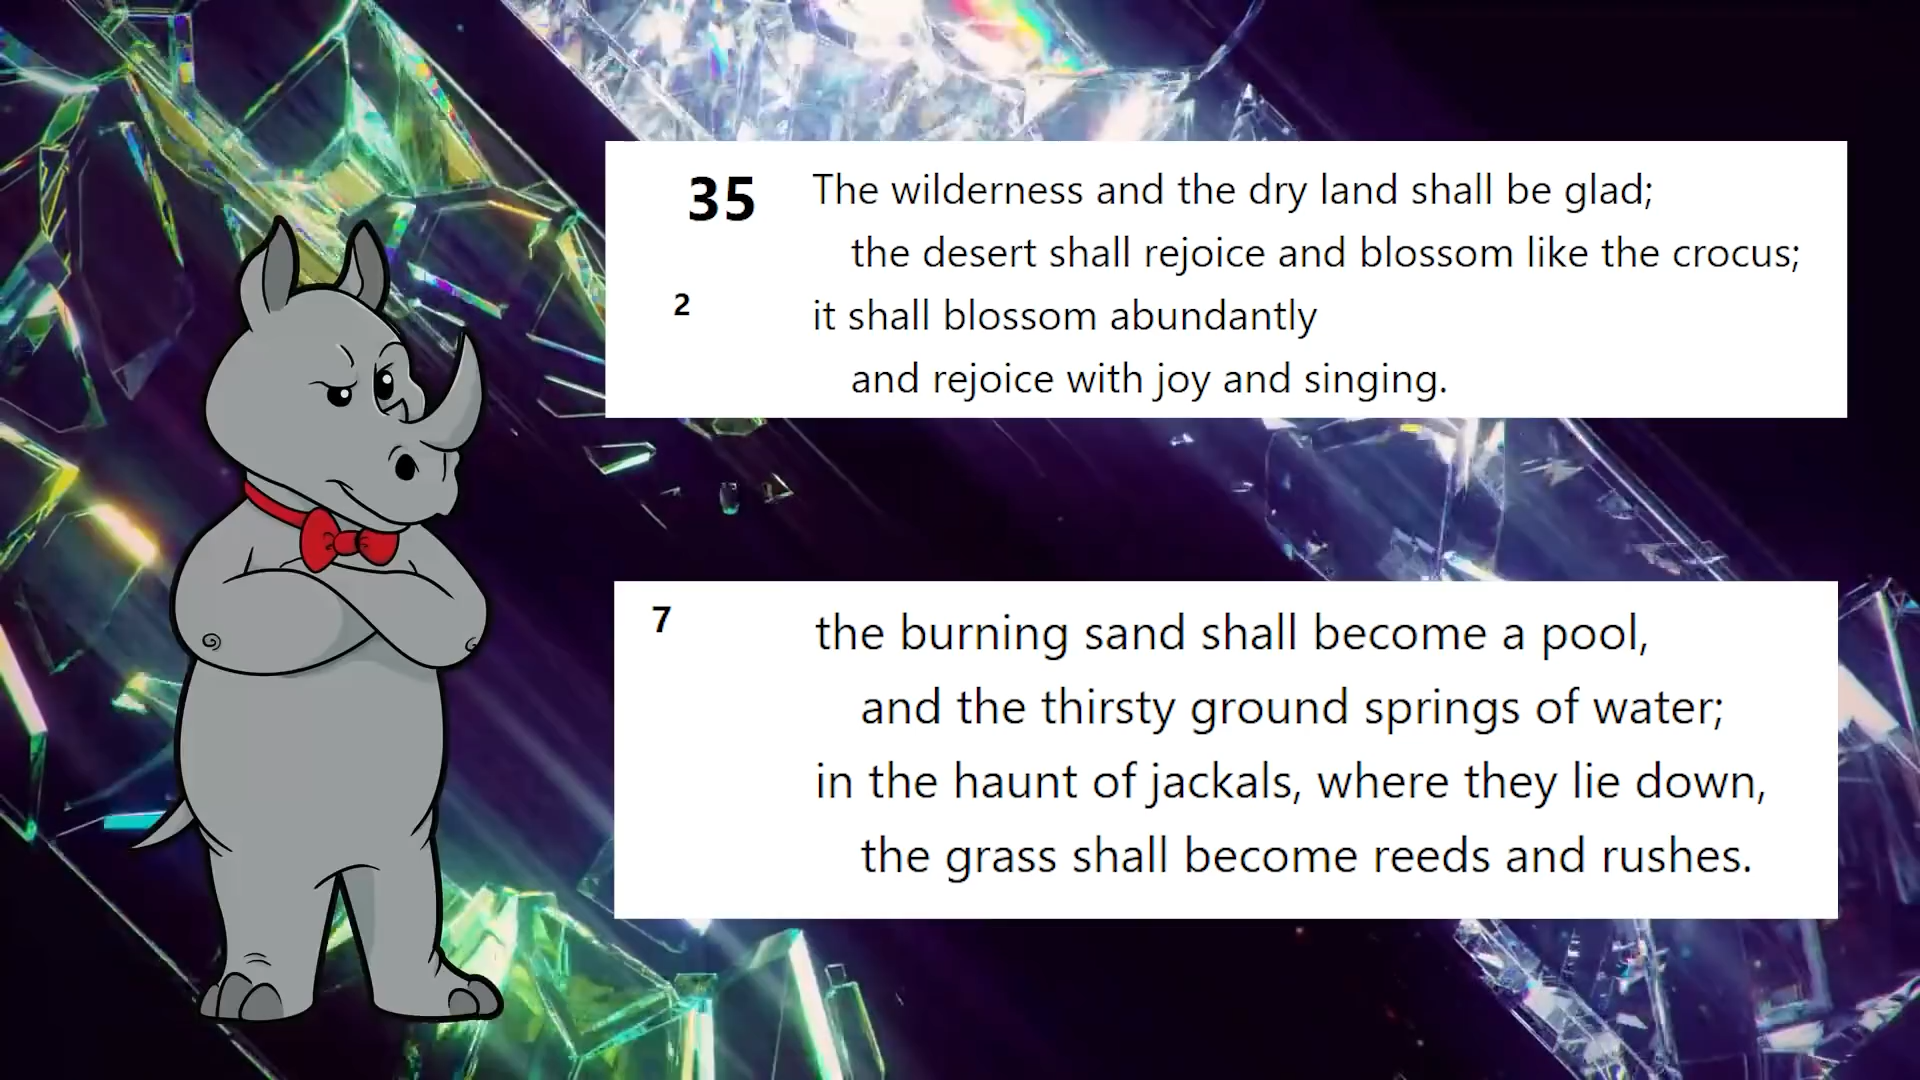 35 The wilderness and the dry land shall be glad;
the desert shall rejoice and blossom like the crocus;
2 it shall blossom abundantly
and rejoice with joy and singing.
7 the burning sand shall become a pool,
and the thirsty ground springs of water;
in the haunt of jackals, where they lie down,
the grass shall become reeds and rushes.